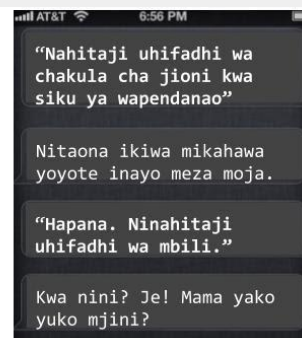 AT&T 6:56 PM
“Nahitaji uhifadhi wa
chakula cha jioni kwa
siku ya wapendanao”
Nitaona ikiwa mikahawa
yoyote inayo meza moja.
“Hapana. Ninahitaji
uhifadhi wa mbili.”
Kwa nini? Je! Mama yako
yuko mjini?